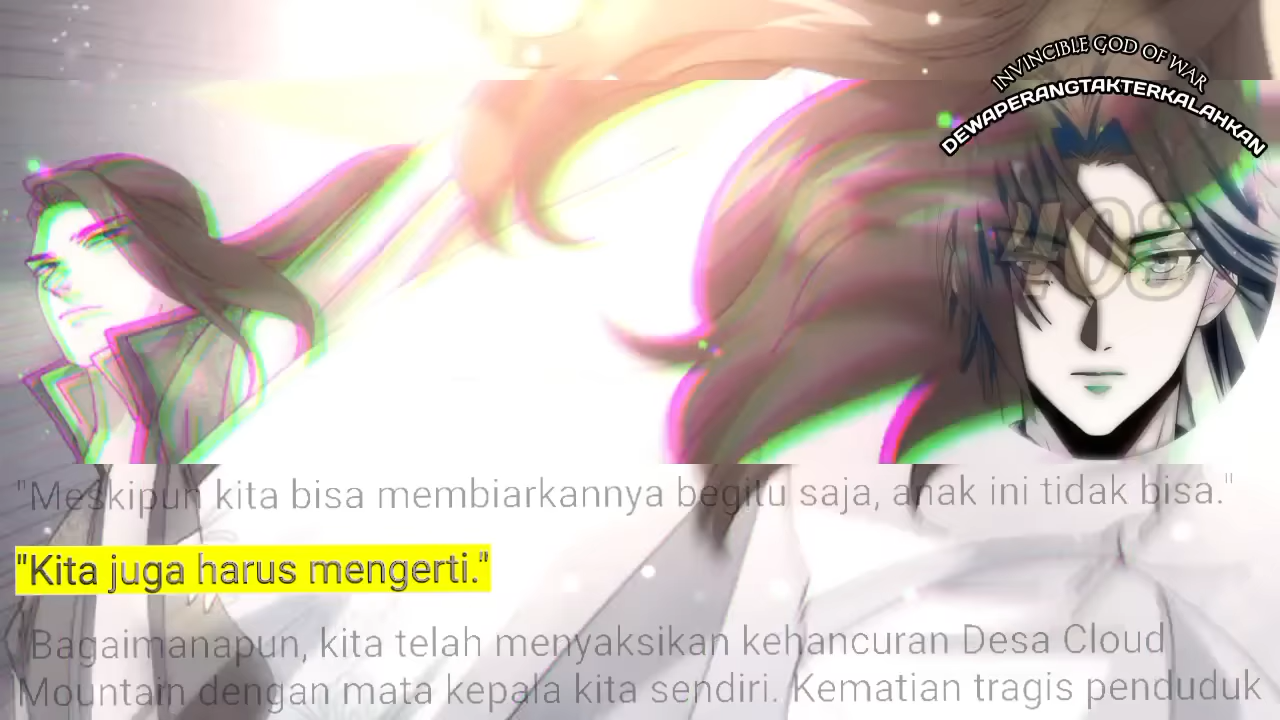 INVINCIBLE GOD OF WAR
DEWAPERANGTAKTERKALAHKAN
#08
"Meskipun kita bisa membiarkannya begitu saja, anak ini tidak bisa."
"Kita juga harus mengerti."
Bagaimanapun, kita telah menyaksikan kehancuran Desa Cloud
Mountain dengan mata kepala kita sendiri. Kematian tragis penduduk